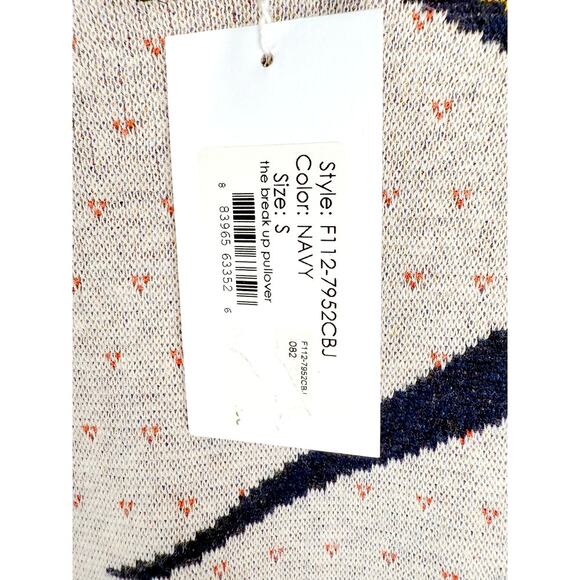 Style: F112-7952CBJ
Color: NAVY
Size: S
the break up pullover
8 83965 63352 6
F112-7952CBJ
082